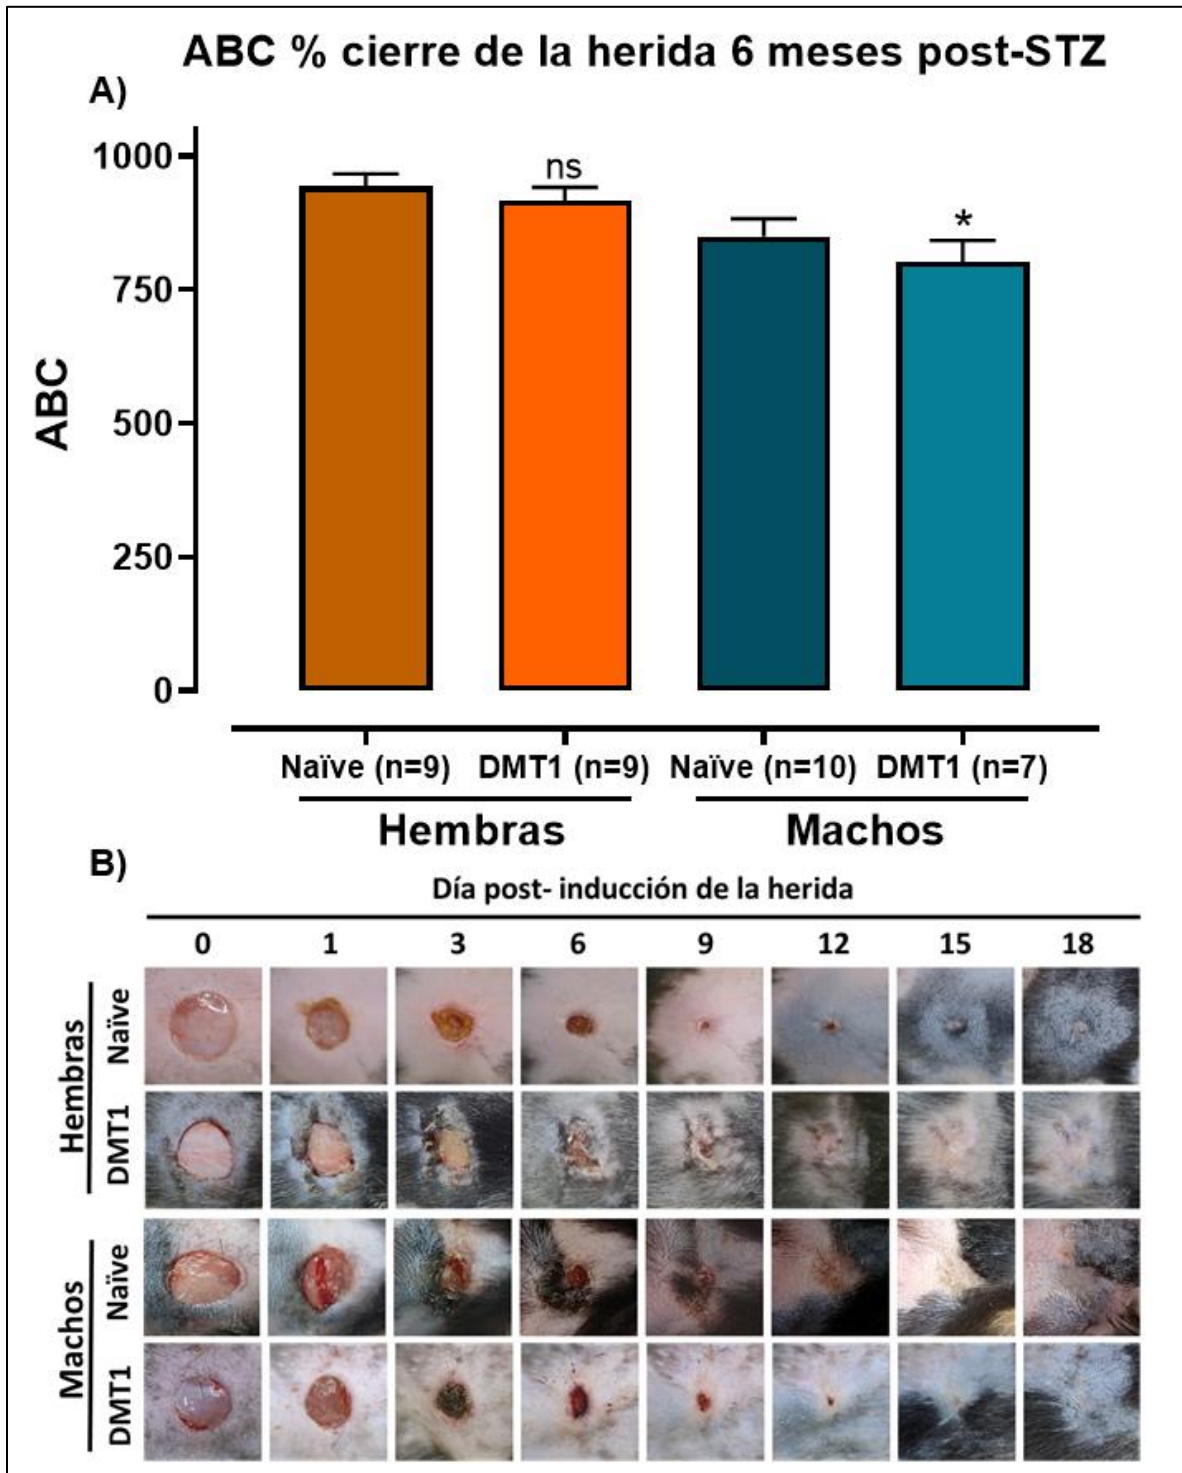 ABC % cierre de la herida 6 meses post-STZ
A)
1000
ns
*
750
ABC
500
250
0
Naïve (n=9) DMT1 (n=9) Naïve (n=10) DMT1 (n=7)
Hembras Machos
B)
Día post- inducción de la herida
0 1 3 6 9 12 15 18
Hembras
Naïve
DMT1
Machos
Naïve
DMT1